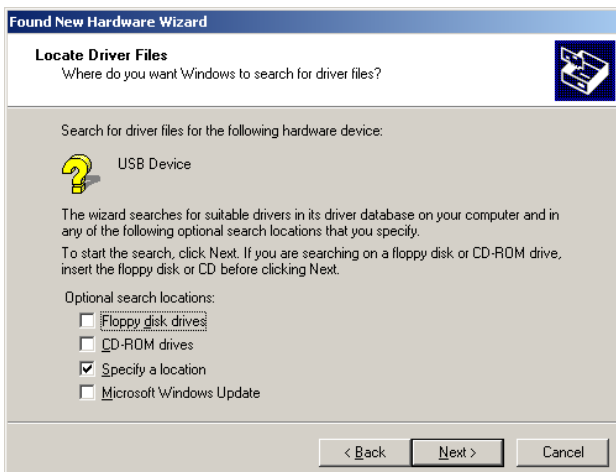 Found New Hardware Wizard
Locate Driver Files
Where do you want Windows to search for driver files?
Search for driver files for the following hardware device:
USB Device
The wizard searches for suitable drivers in its driver database on your computer and in
any of the following optional search locations that you specify.
To start the search, click Next. If you are searching on a floppy disk or CD-ROM drive,
insert the floppy disk or CD before clicking Next.
Optional search locations:
Floppy disk drives
CD-ROM drives
Specify a location
Microsoft Windows Update
< Back Next > Cancel